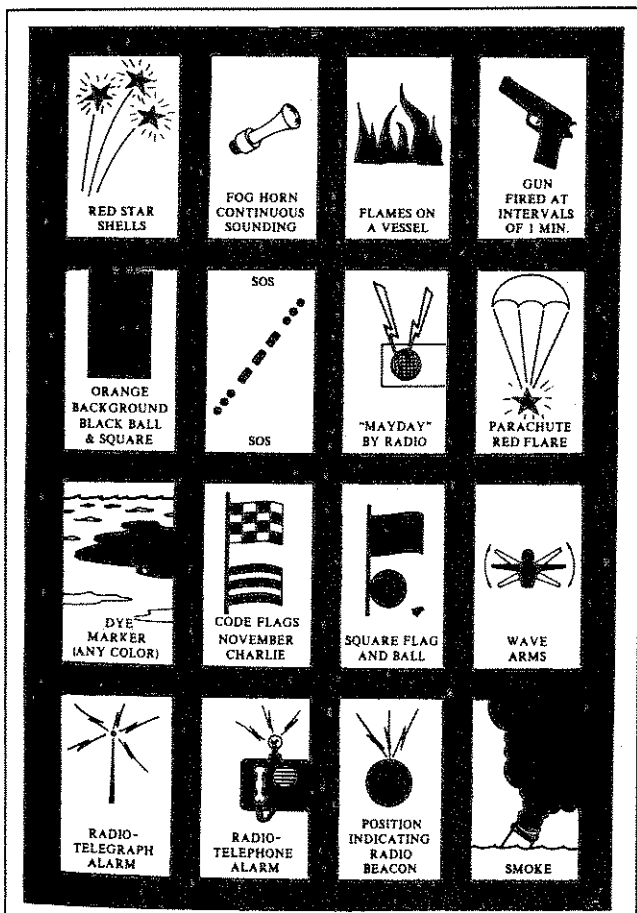 RED STAR
SHELLS
FOG HORN
CONTINUOUS
SOUNDING
FLAMES ON
A VESSEL
GUN
FIRED AT
INTERVALS
OF 1 MIN.
ORANGE
BACKGROUND
BLACK BALL
& SQUARE
SOS
SOS
"MAYDAY"
BY RADIO
PARACHUTE
RED FLARE
DYE
MARKER
(ANY COLOR)
CODE FLAGS
NOVEMBER
CHARLIE
SQUARE FLAG
AND BALL
WAVE
ARMS
RADIO-
TELEGRAPH
ALARM
RADIO-
TELEPHONE
ALARM
POSITION
INDICATING
RADIO
BEACON
SMOKE